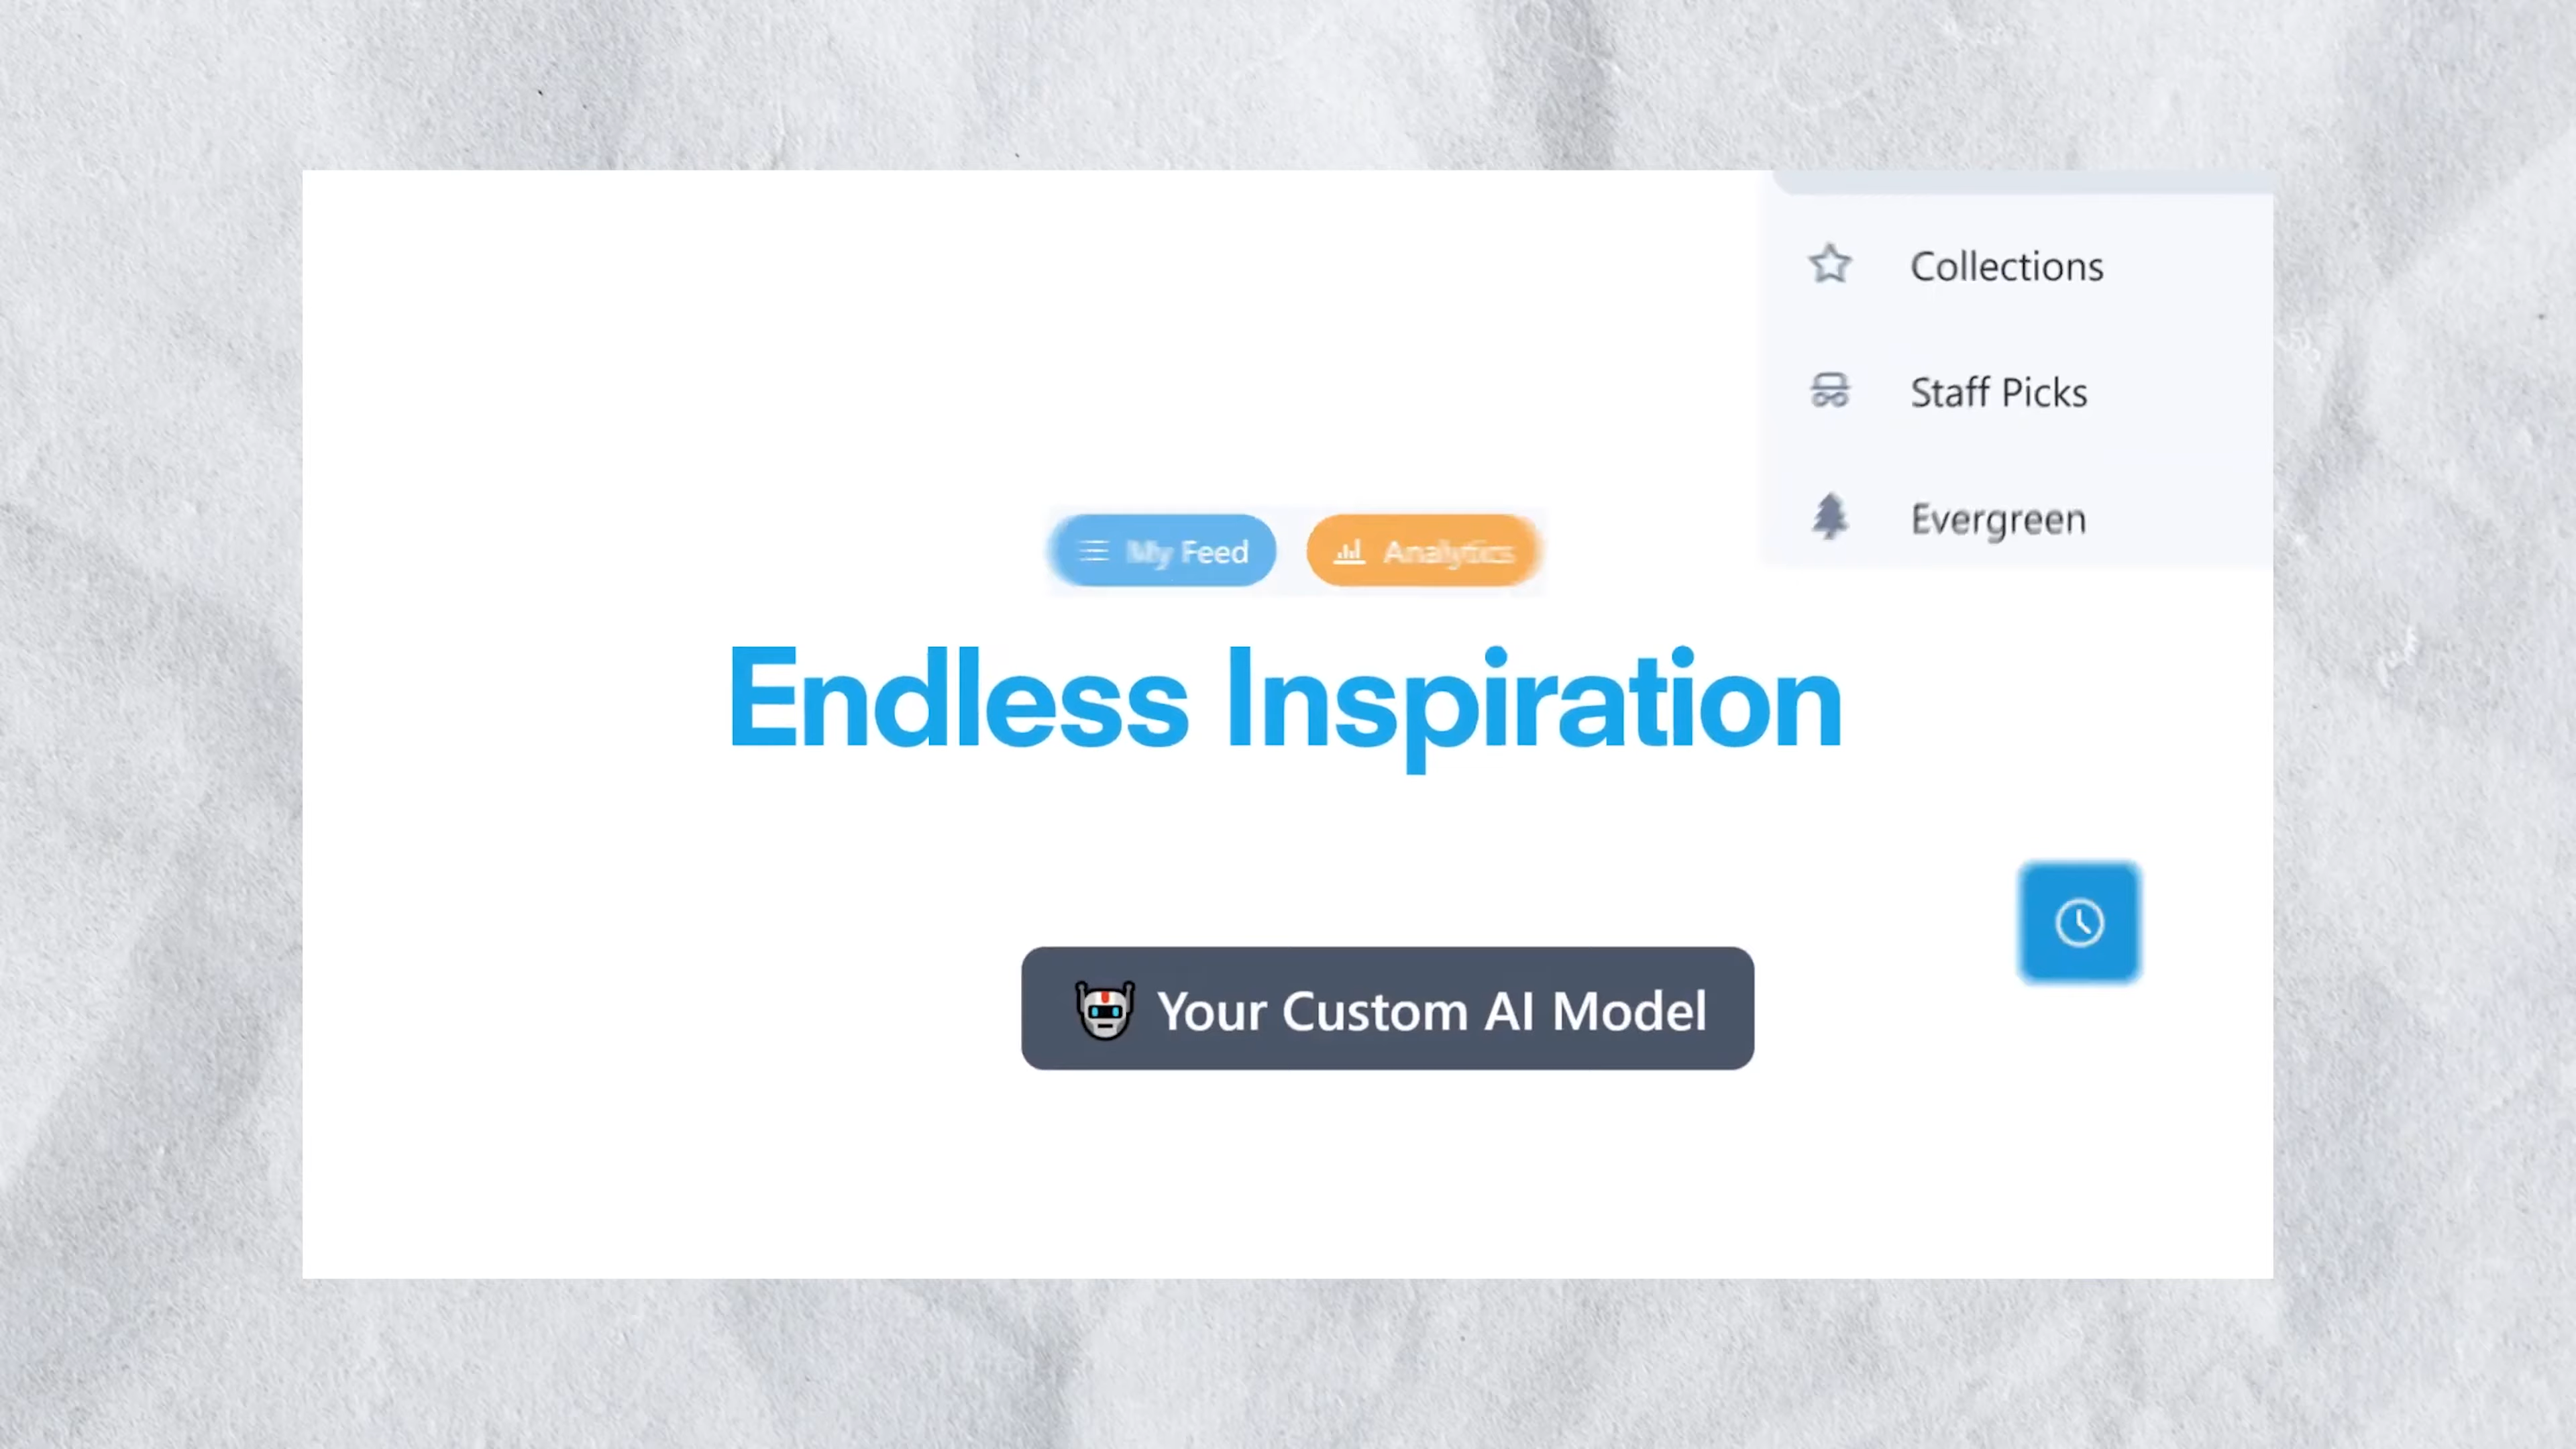 Collections
Staff Picks
Evergreen
My Feed
Analytics
Endless Inspiration
Your Custom AI Model